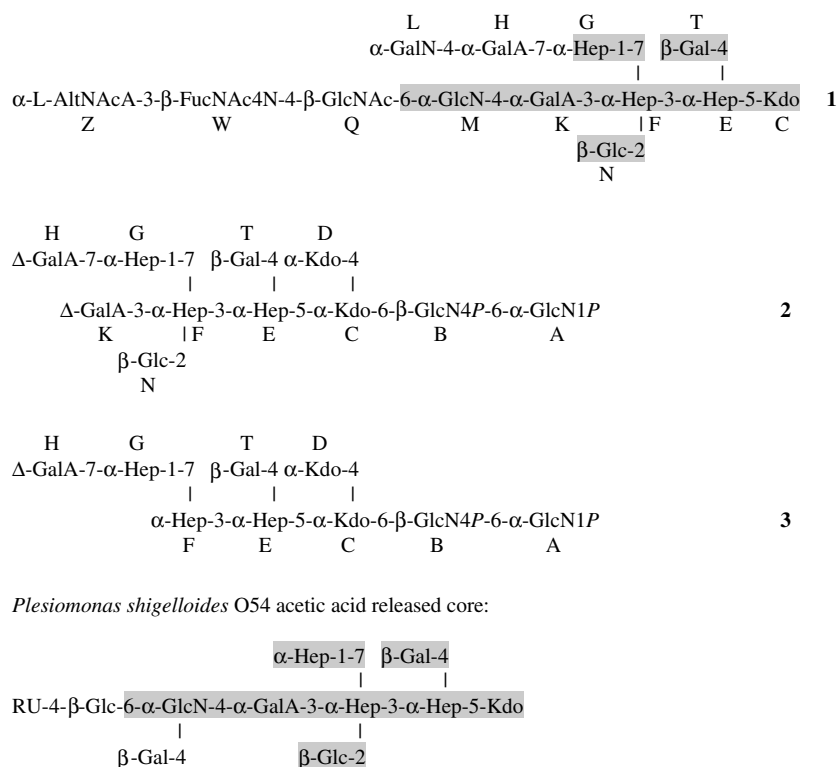 L H G T
α-GalN-4-α-GalA-7-α-Hep-1-7 β-Gal-4
| |
α-L-AltNAcA-3-β-FucNAc4N-4-β-GlcNAc-6-α-GlcN-4-α-GalA-3-α-Hep-3-α-Hep-5-Kdo 1
Z W Q M K | F E C
β-Glc-2
N
H G T D
Δ-GalA-7-α-Hep-1-7 β-Gal-4 α-Kdo-4
| | |
Δ-GalA-3-α-Hep-3-α-Hep-5-α-Kdo-6-β-GlcN4P-6-α-GlcN1P 2
K | F E C B A
β-Glc-2
N
H G T D
Δ-GalA-7-α-Hep-1-7 β-Gal-4 α-Kdo-4
| | |
α-Hep-3-α-Hep-5-α-Kdo-6-β-GlcN4P-6-α-GlcN1P 3
F E C B A
Plesiomonas shigelloides O54 acetic acid released core:
α-Hep-1-7 β-Gal-4
| |
RU-4-β-Glc-6-α-GlcN-4-α-GalA-3-α-Hep-3-α-Hep-5-Kdo
| |
β-Gal-4 β-Glc-2